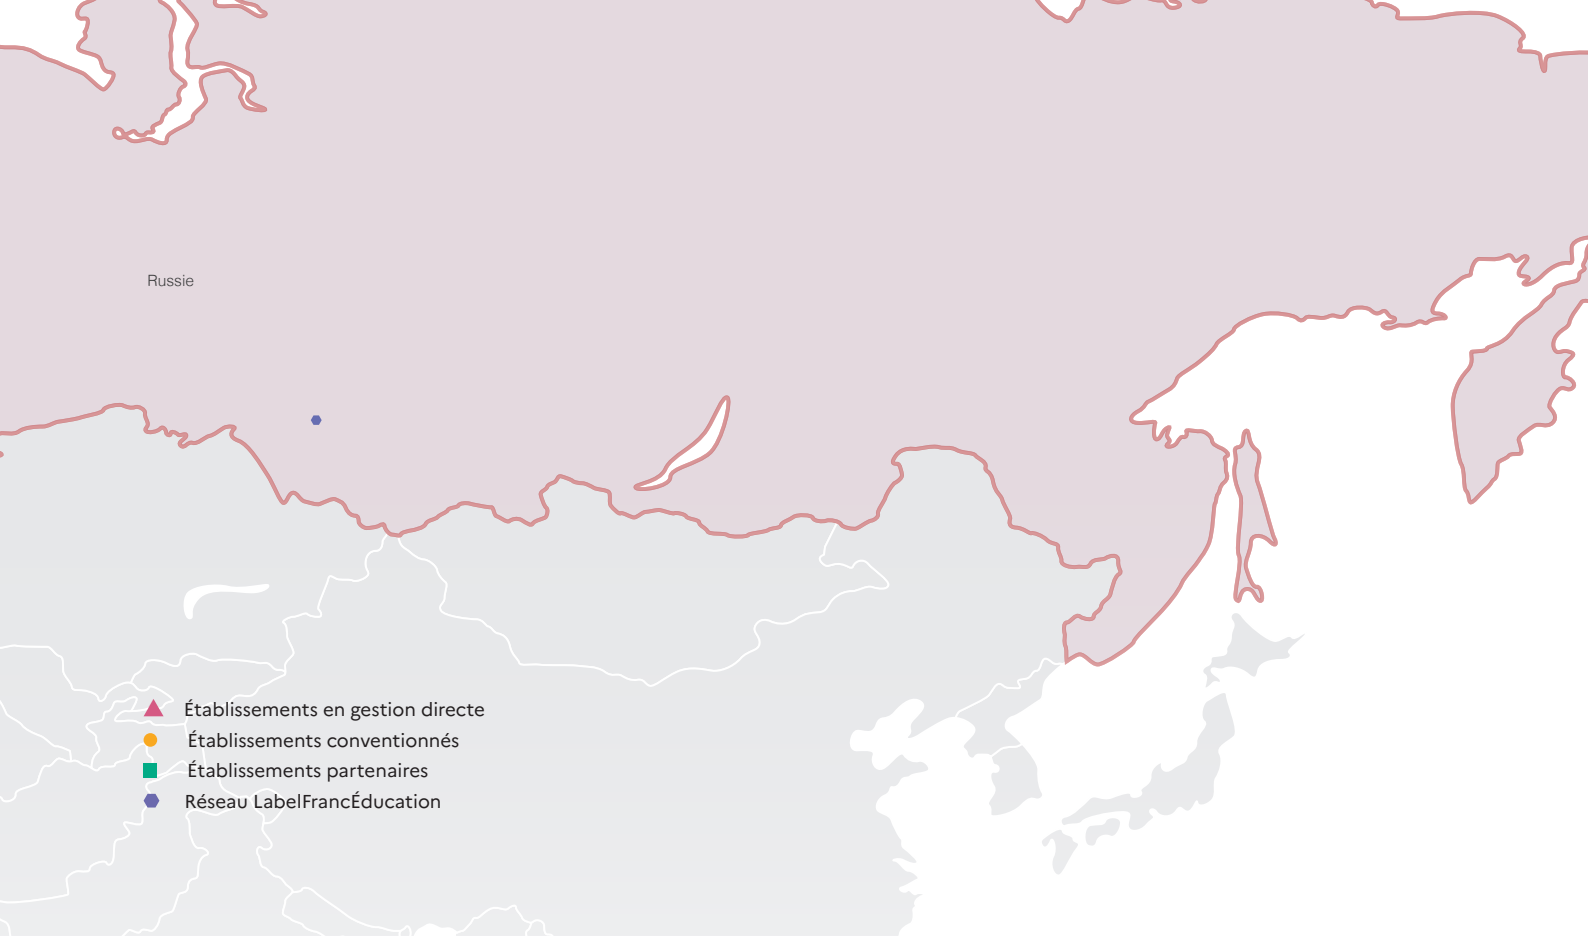 Russie
Établissements en gestion directe
Établissements conventionnés
Établissements partenaires
Réseau LabelFrancÉducation